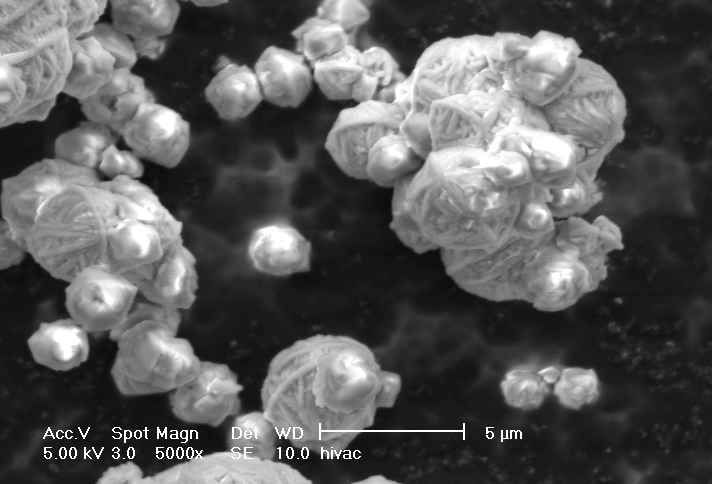 Acc.V Spot Magn Det WD 5 µm
5.00 kV 3.0 5000x SE 10.0 hivac